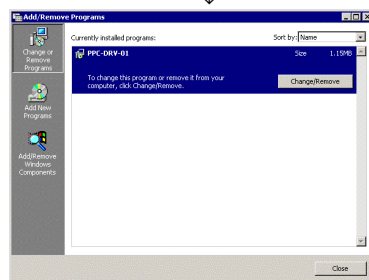 Add/Remove Programs
Change or
Remove
Programs
Add New
Programs
Add/Remove
Windows
Components
Currently installed programs:
Sort by: Name
PPC-DRV-01
Size 1.15MB
To change this program or remove it from your
computer, click Change/Remove.
Change/Remove
Close